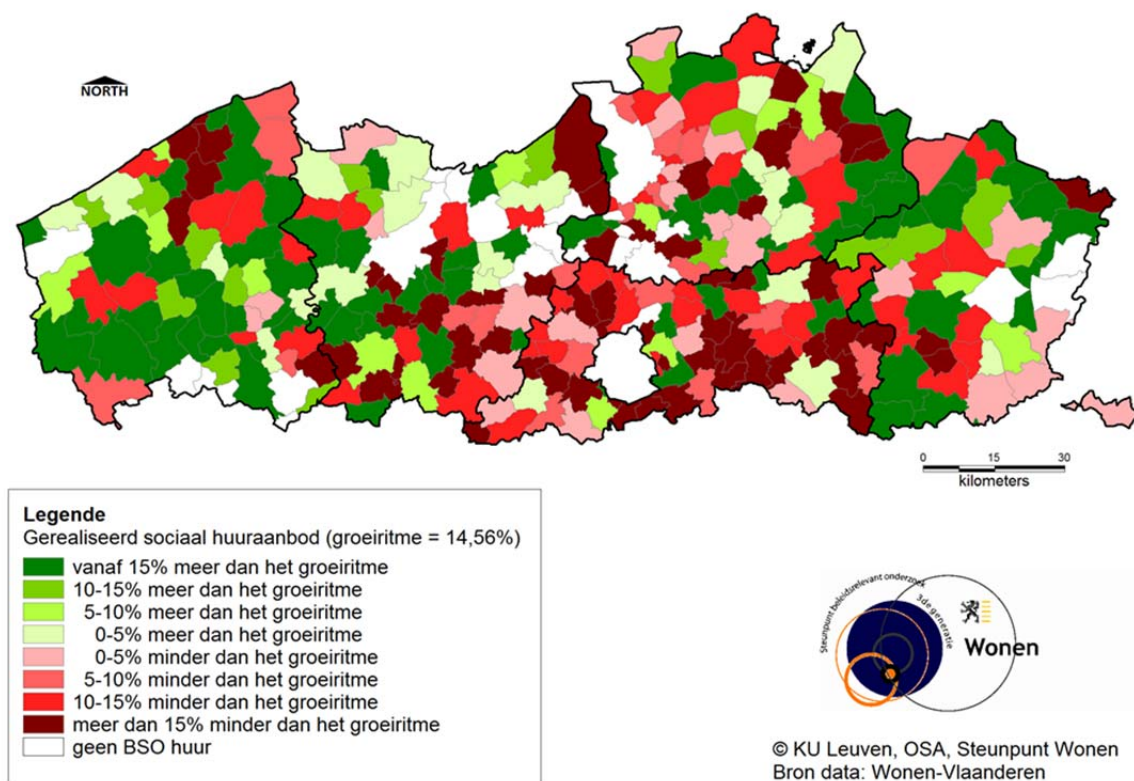 NORTH
0 15 30
kilometers
Legende
Gerealiseerd sociaal huuraanbod (groeiritme = 14,56%)
vanaf 15% meer dan het groeiritme
10-15% meer dan het groeiritme
5-10% meer dan het groeiritme
0-5% meer dan het groeiritme
0-5% minder dan het groeiritme
5-10% minder dan het groeiritme
10-15% minder dan het groeiritme
meer dan 15% minder dan het groeiritme
geen BSO huur
Steunpunt beleidsrelevant onderzoek
3de generatie
Wonen
© KU Leuven, OSA, Steunpunt Wonen
Bron data: Wonen-Vlaanderen